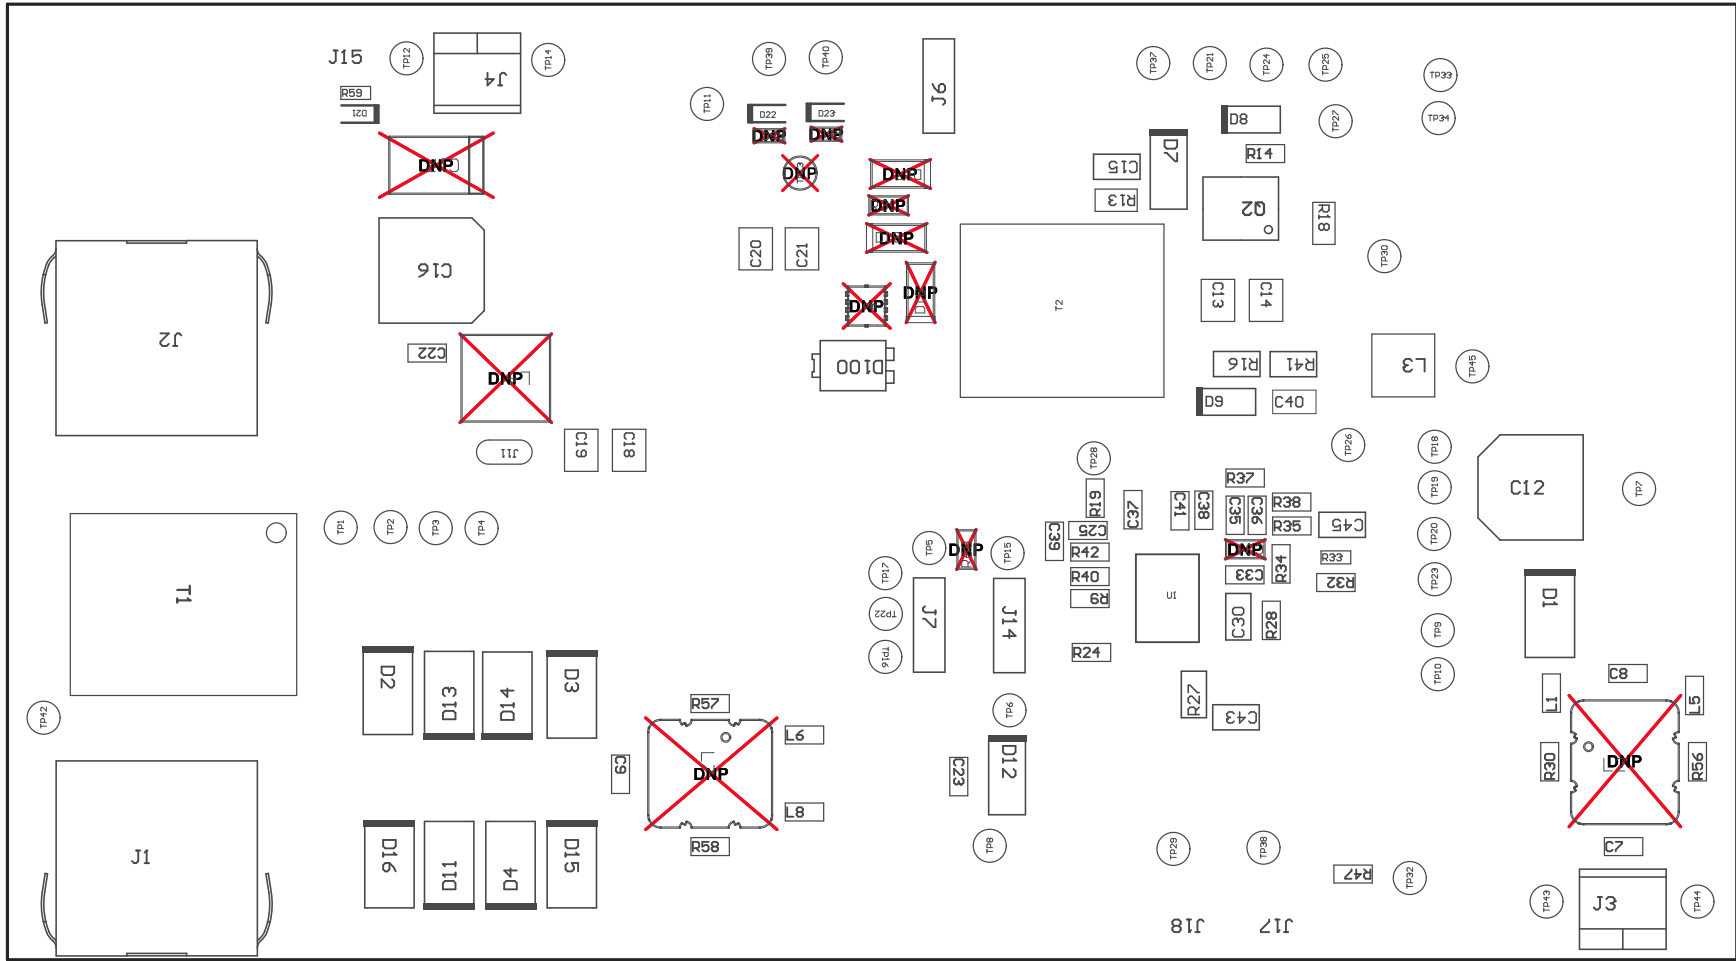 J15
TP12
J4
TP14
TP39
TP40
J6
TP37
TP21
TP24
TP25
TP33
R59
D21
TP11
D22
D23
D8
TP27
TP34
DNP
DNP
DNP
D7
R14
C15
DNP
DNP
R13
Q2
R18
DNP
DNP
C20
C21
TP30
C16
DNP
DNP
T2
C13
C14
J2
C22
DNP
D100
R16
R41
L3
TP45
D9
C40
J11
C19
C18
TP28
TP26
TP18
R37
C12
TP7
TP19
R19
C37
C41
C38
C35
C36
R38
R35
C45
TP1
TP2
TP3
TP4
C39
C25
TP20
TP5
DNP
TP15
R42
DNP
R34
R33
TP17
R40
C33
R32
TP23
T1
R9
U1
D1
TP22
J7
J14
C30
R28
TP9
TP16
R24
TP10
C8
D2
D13
D14
D3
R27
L1
L5
R57
TP42
TP6
C43
L6
D12
C9
DNP
C23
R30
DNP
R56
L8
R58
TP8
TP29
TP38
C7
J1
D16
D11
D4
D15
R47
TP32
TP43
J3
TP44
J18
J17